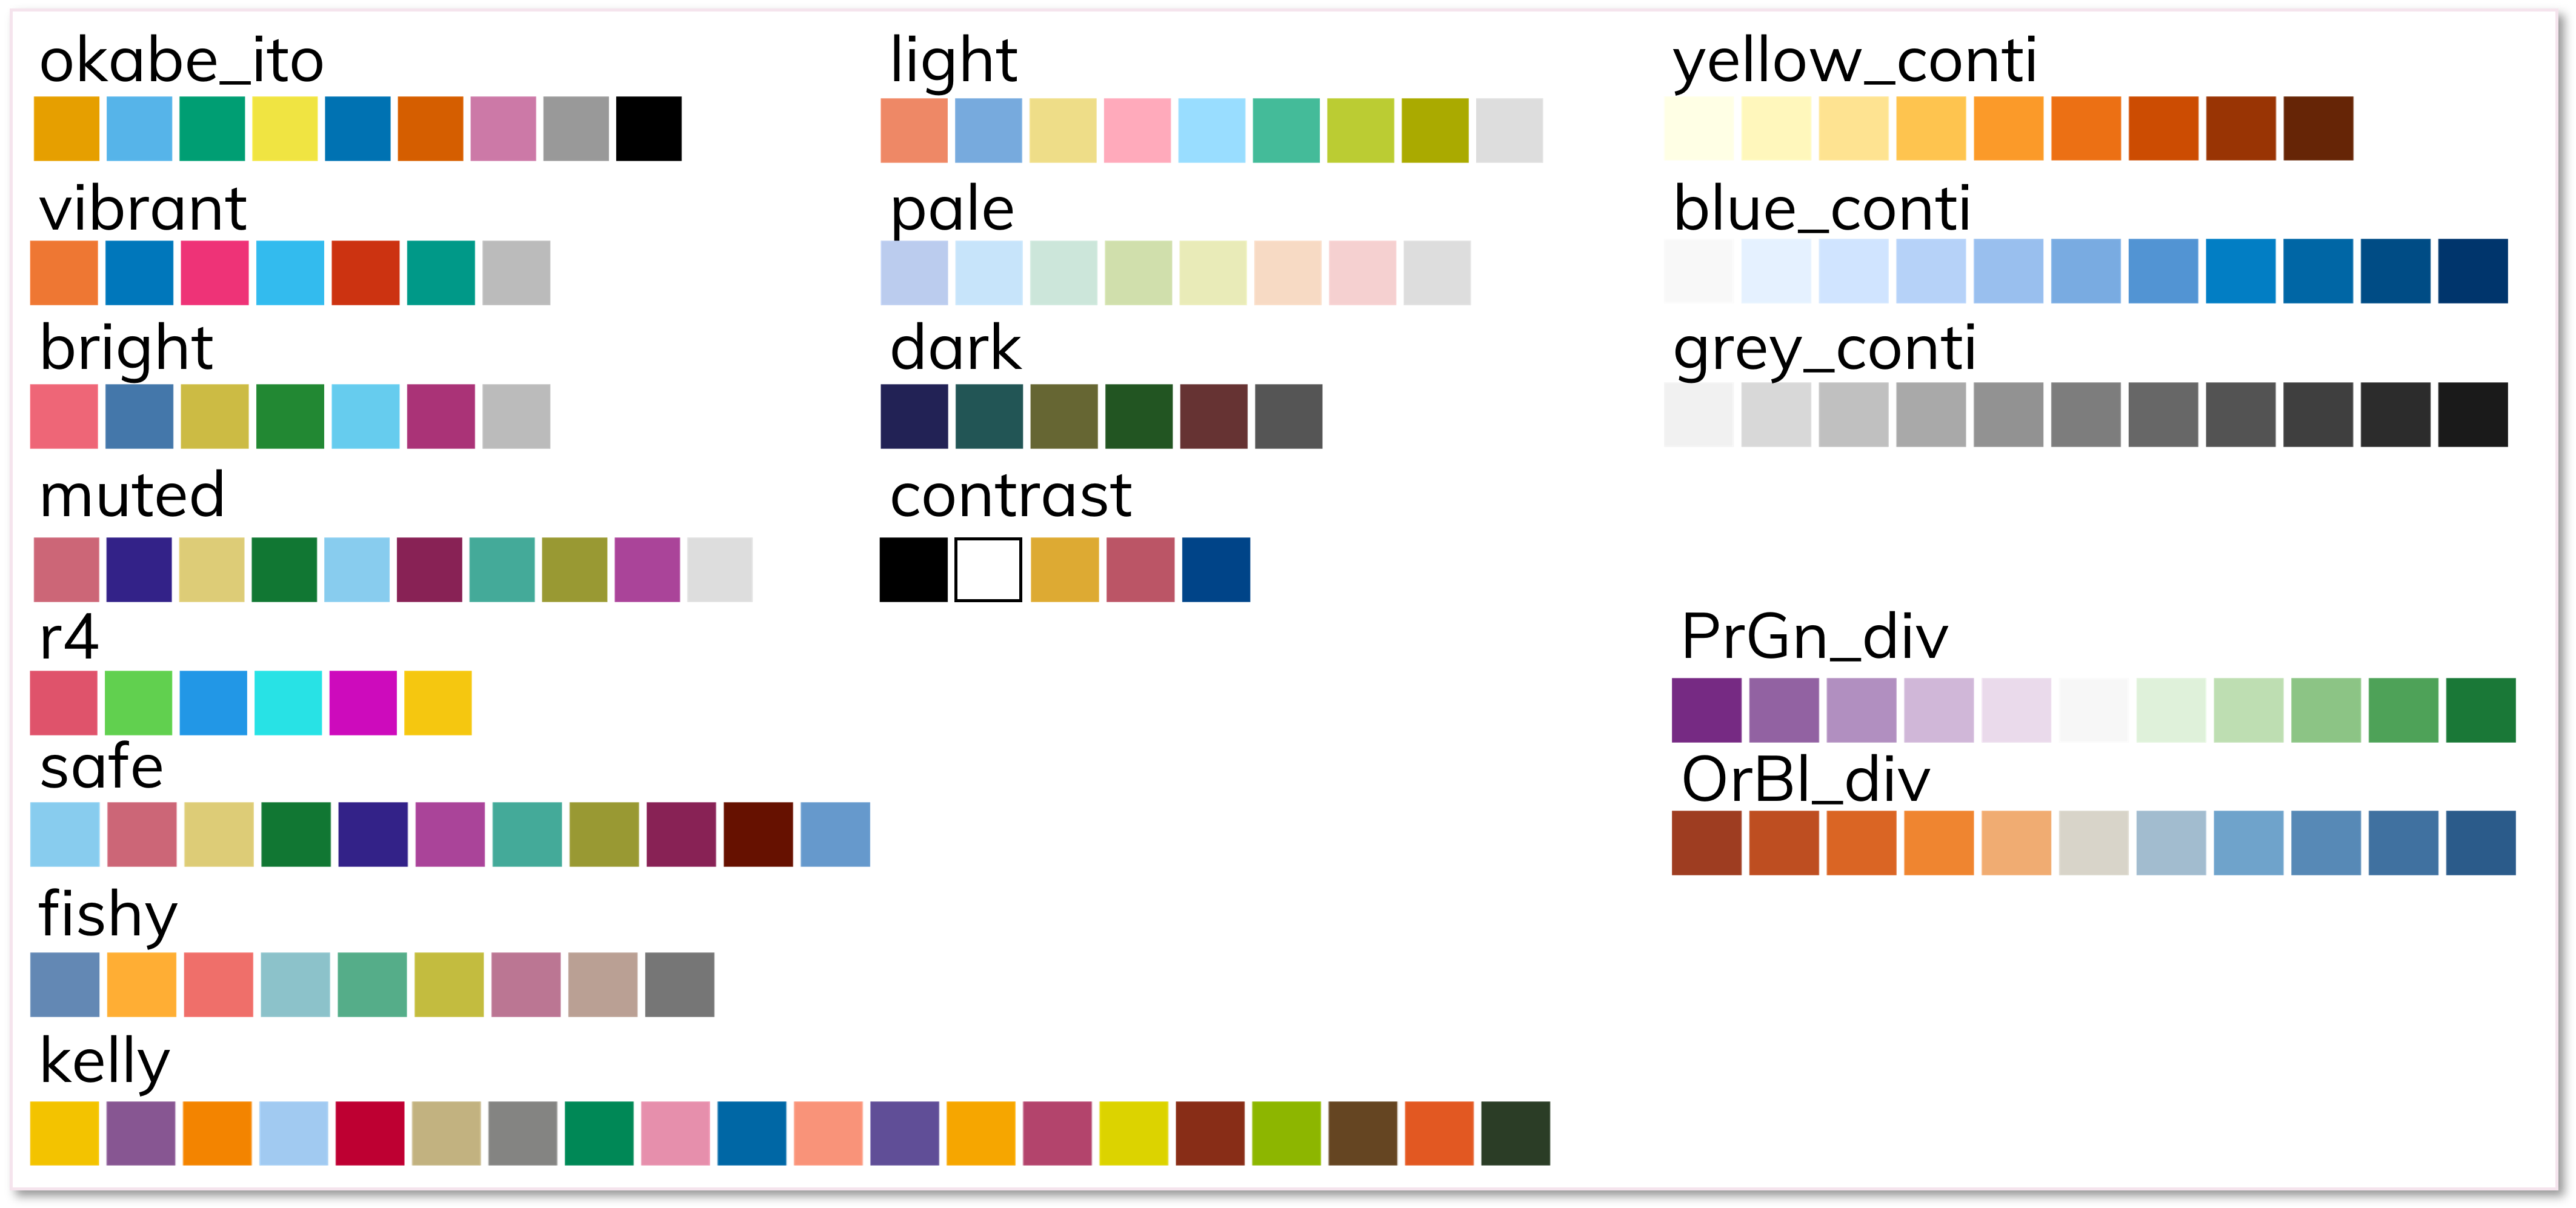 okabe_ito
vibrant
bright
muted
r4
safe
fishy
kelly
light
pale
dark
contrast
yellow_conti
blue_conti
grey_conti
PrGn_div
OrBl_div